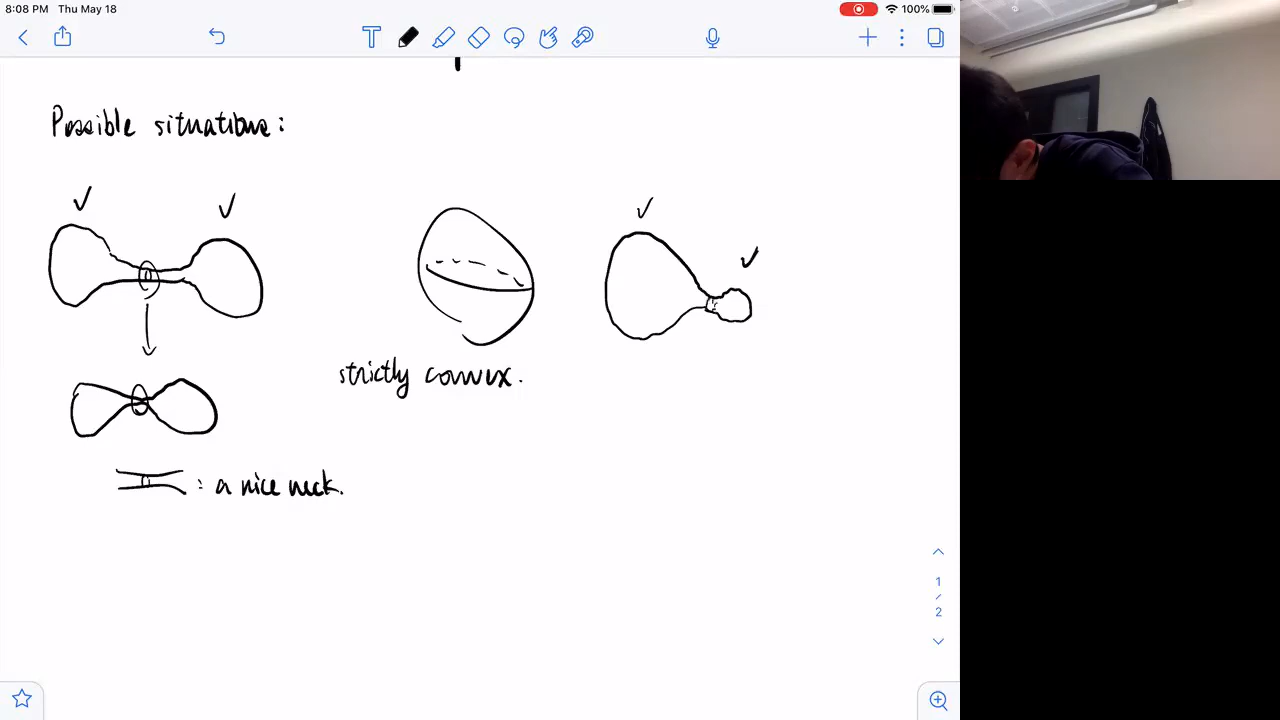 8:08 PM Thu May 18
100%
T
Possible situations:
strictly convex.
: a nice neck.
1
/
2